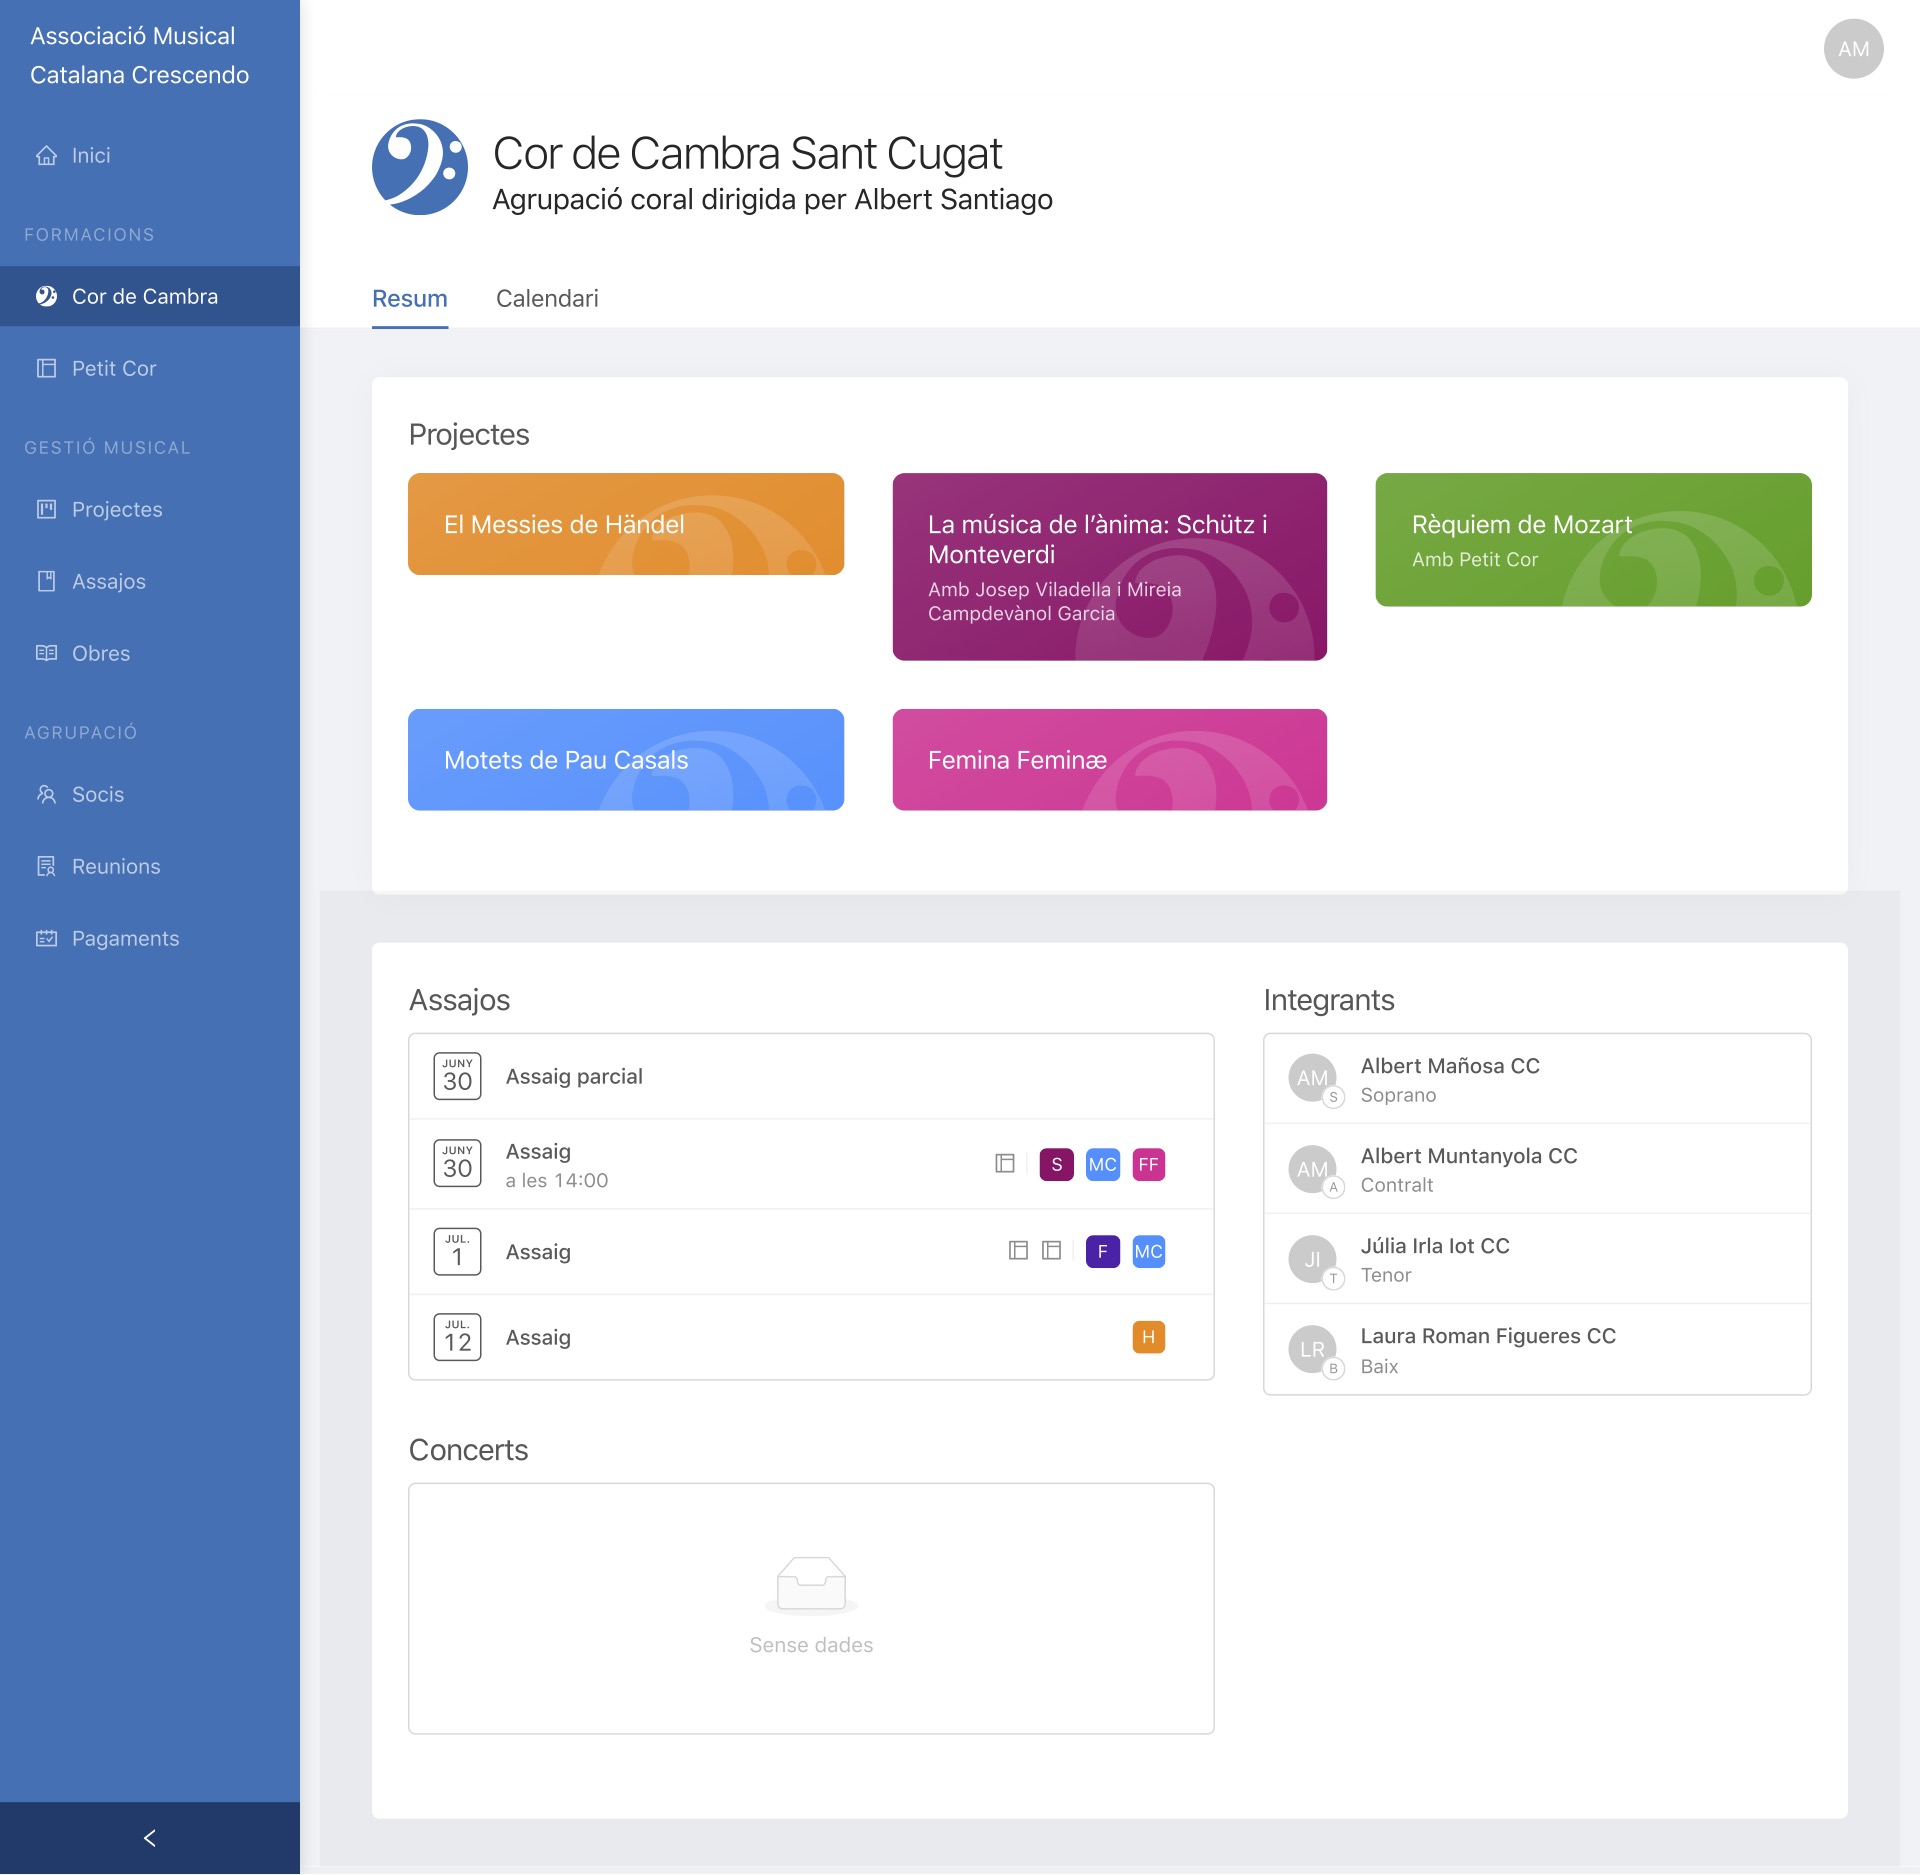 Associació Musical
Catalana Crescendo
AM
Inici
FORMACIONS
Cor de Cambra
Petit Cor
GESTIÓ MUSICAL
Projectes
Assajos
Obres
AGRUPACIÓ
Socis
Reunions
Pagaments
Cor de Cambra Sant Cugat
Agrupació coral dirigida per Albert Santiago
Resum
Calendari
Projectes
El Messies de Händel
La música de l’ànima: Schütz i
Monteverdi
Amb Josep Viladella i Mireia
Campdevànol Garcia
Rèquiem de Mozart
Amb Petit Cor
Motets de Pau Casals
Femina Feminæ
Assajos
JUNY
30
Assaig parcial
JUNY
30
Assaig
a les 14:00
S
MC
FF
JUL.
1
Assaig
F
MC
JUL.
12
Assaig
H
Concerts
Sense dades
Integrants
AM
S
Albert Mañosa CC
Soprano
AM
A
Albert Muntanyola CC
Contralt
JI
T
Júlia Irla Iot CC
Tenor
LR
B
Laura Roman Figueres CC
Baix